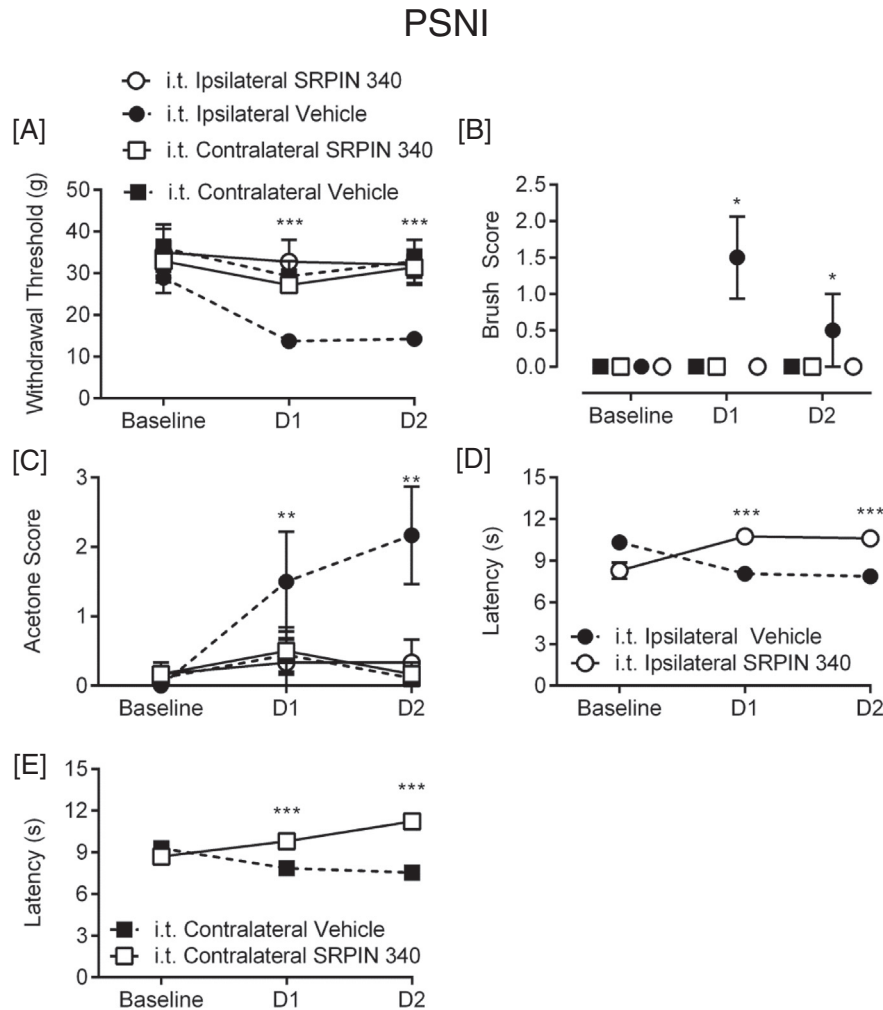 PSNI
i.t. Ipsilateral SRPIN 340
i.t. Ipsilateral Vehicle
i.t. Contralateral SRPIN 340
i.t. Contralateral Vehicle
[A]
Withdrawal Threshold (g)
50
40
30
20
10
0
*** ***
Baseline D1 D2
[B]
Brush Score
2.5
2.0
1.5
1.0
0.5
0.0
*
*
Baseline D1 D2
[C]
Acetone Score
3
2
1
0
**
**
Baseline D1 D2
[D]
Latency (s)
15
12
9
6
3
0
*** ***
i.t. Ipsilateral Vehicle
i.t. Ipsilateral SRPIN 340
Baseline D1 D2
[E]
Latency (s)
15
12
9
6
3
0
***
***
i.t. Contralateral Vehicle
i.t. Contralateral SRPIN 340
Baseline D1 D2